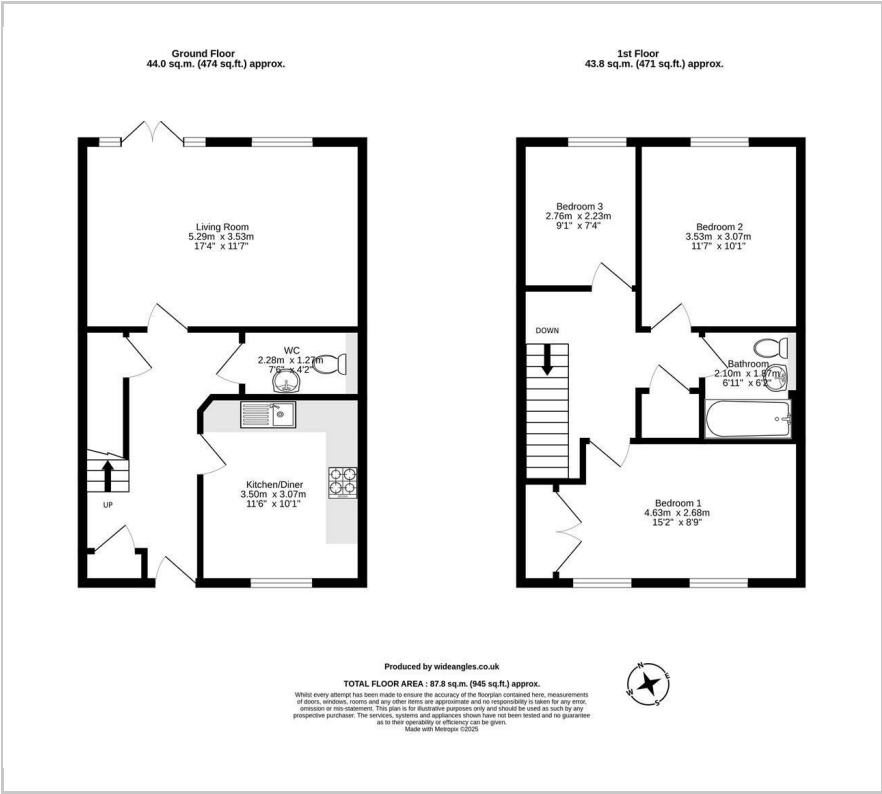 Ground Floor
44.0 sq.m. (474 sq.ft.) approx.
Living Room
5.29m x 3.53m
17'4" x 11'7"
WC
2.28m x 1.27m
7'6" x 4'2"
Kitchen/Diner
3.50m x 3.07m
11'6" x 10'1"
UP
1st Floor
43.8 sq.m. (471 sq.ft.) approx.
Bedroom 3
2.76m x 2.23m
9'1" x 7'4"
Bedroom 2
3.53m x 3.07m
11'7" x 10'1"
DOWN
Bathroom
2.10m x 1.87m
6'11" x 6'2"
Bedroom 1
4.63m x 2.68m
15'2" x 8'9"
Produced by wideangles.co.uk
TOTAL FLOOR AREA : 87.8 sq.m. (945 sq.ft.) approx.
Whilst every attempt has been made to ensure the accuracy of the floorplan contained here, measurements
of doors, windows, rooms and any other items are approximate and no responsibility is taken for any error,
omission or mis-statement. This plan is for illustrative purposes only and should be used as such by any
prospective purchaser. The services, systems and appliances shown have not been tested and no guarantee
as to their operability or efficiency can be given.
Made with Metropix ©2025
N
E
W
S